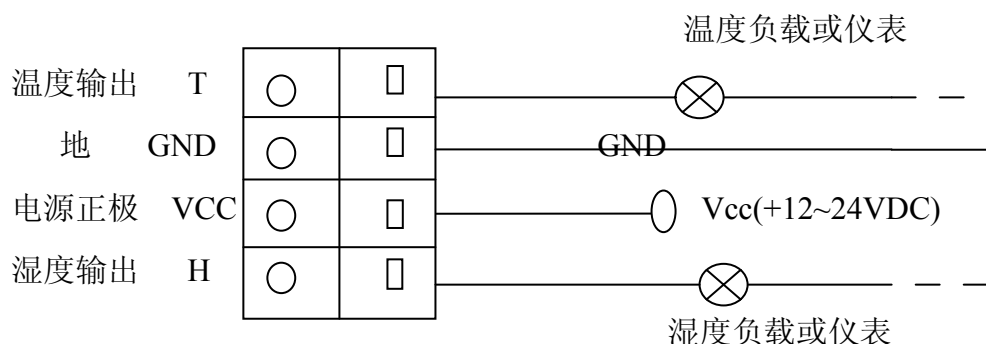 温度负载或仪表
温度输出 T
地 GND GND
电源正极 VCC Vcc(+12~24VDC)
湿度输出 H
湿度负载或仪表